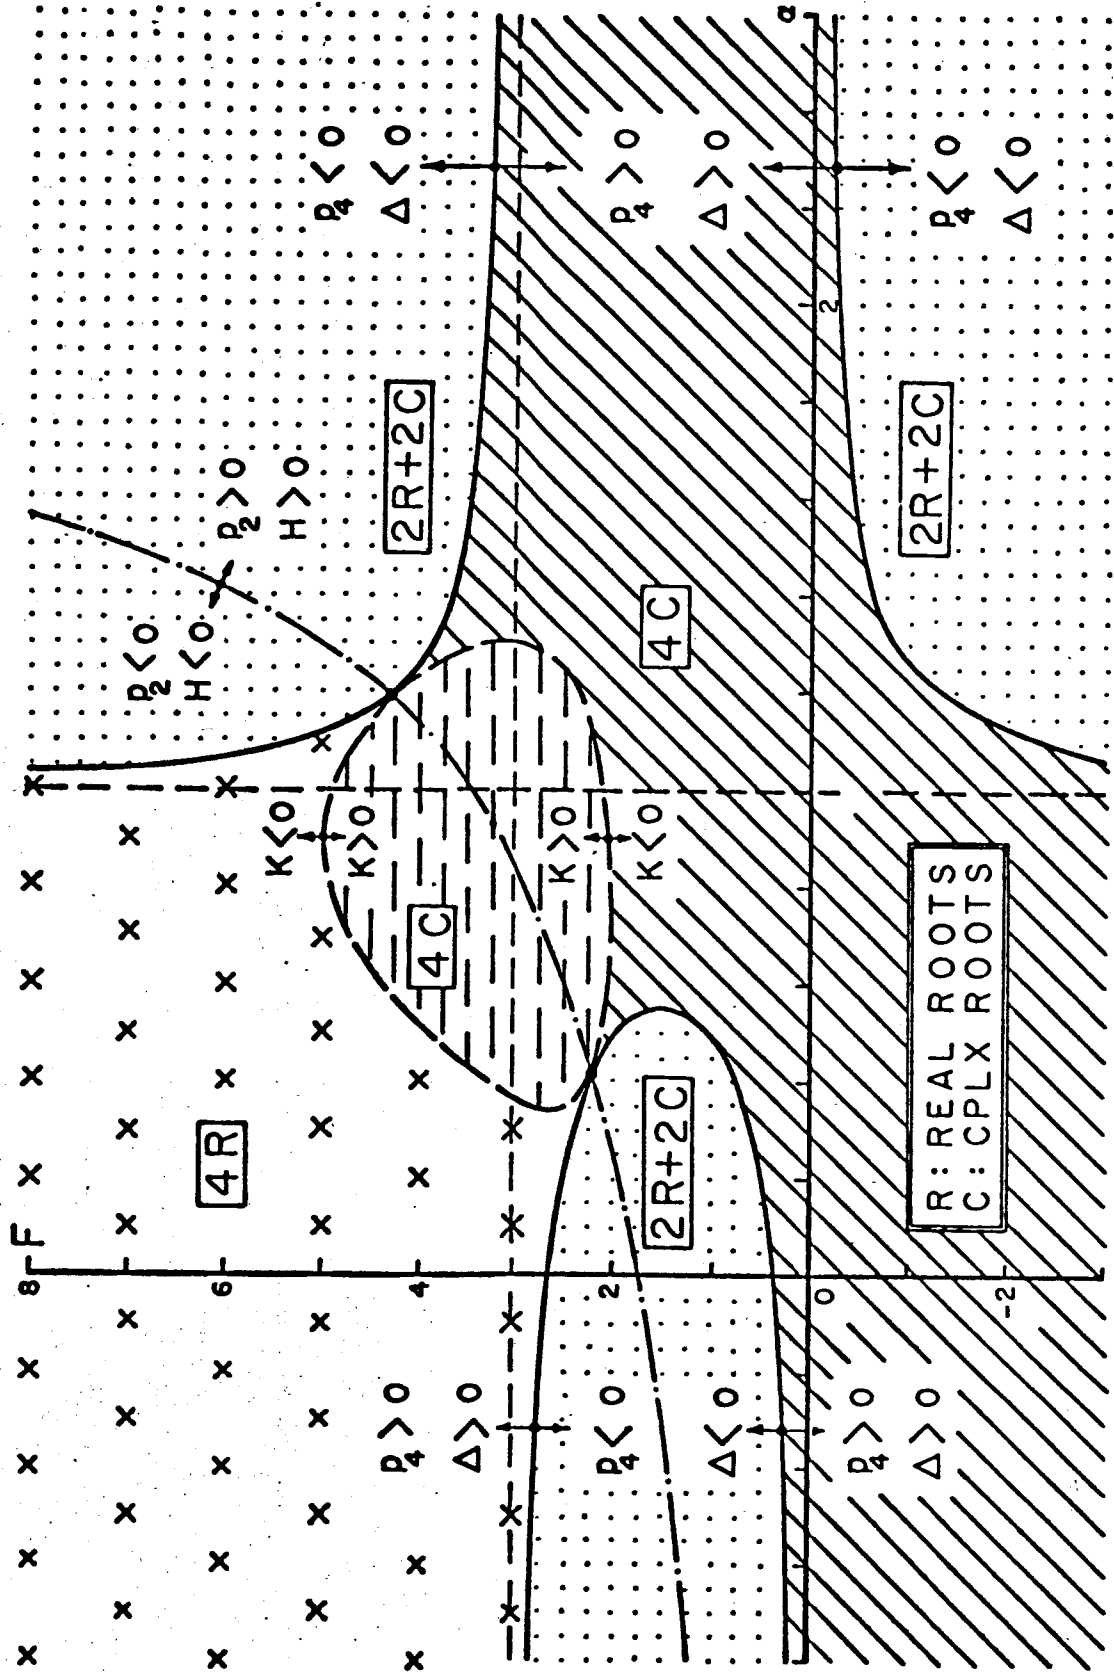 F
8
p₂<0
H<0
4R
6
p₂>0
H>0
K<0
p₄<0
Δ<0
K>0
p₄>0
Δ>0
2R+2C
4
4C
K>0
2
p₄<0
p₄>0
K<0
4C
2R+2C
Δ<0
Δ>0
α
0
2
p₄>0
Δ>0
2R+2C
p₄<0
Δ<0
R: REAL ROOTS
C: CPLX ROOTS
-2